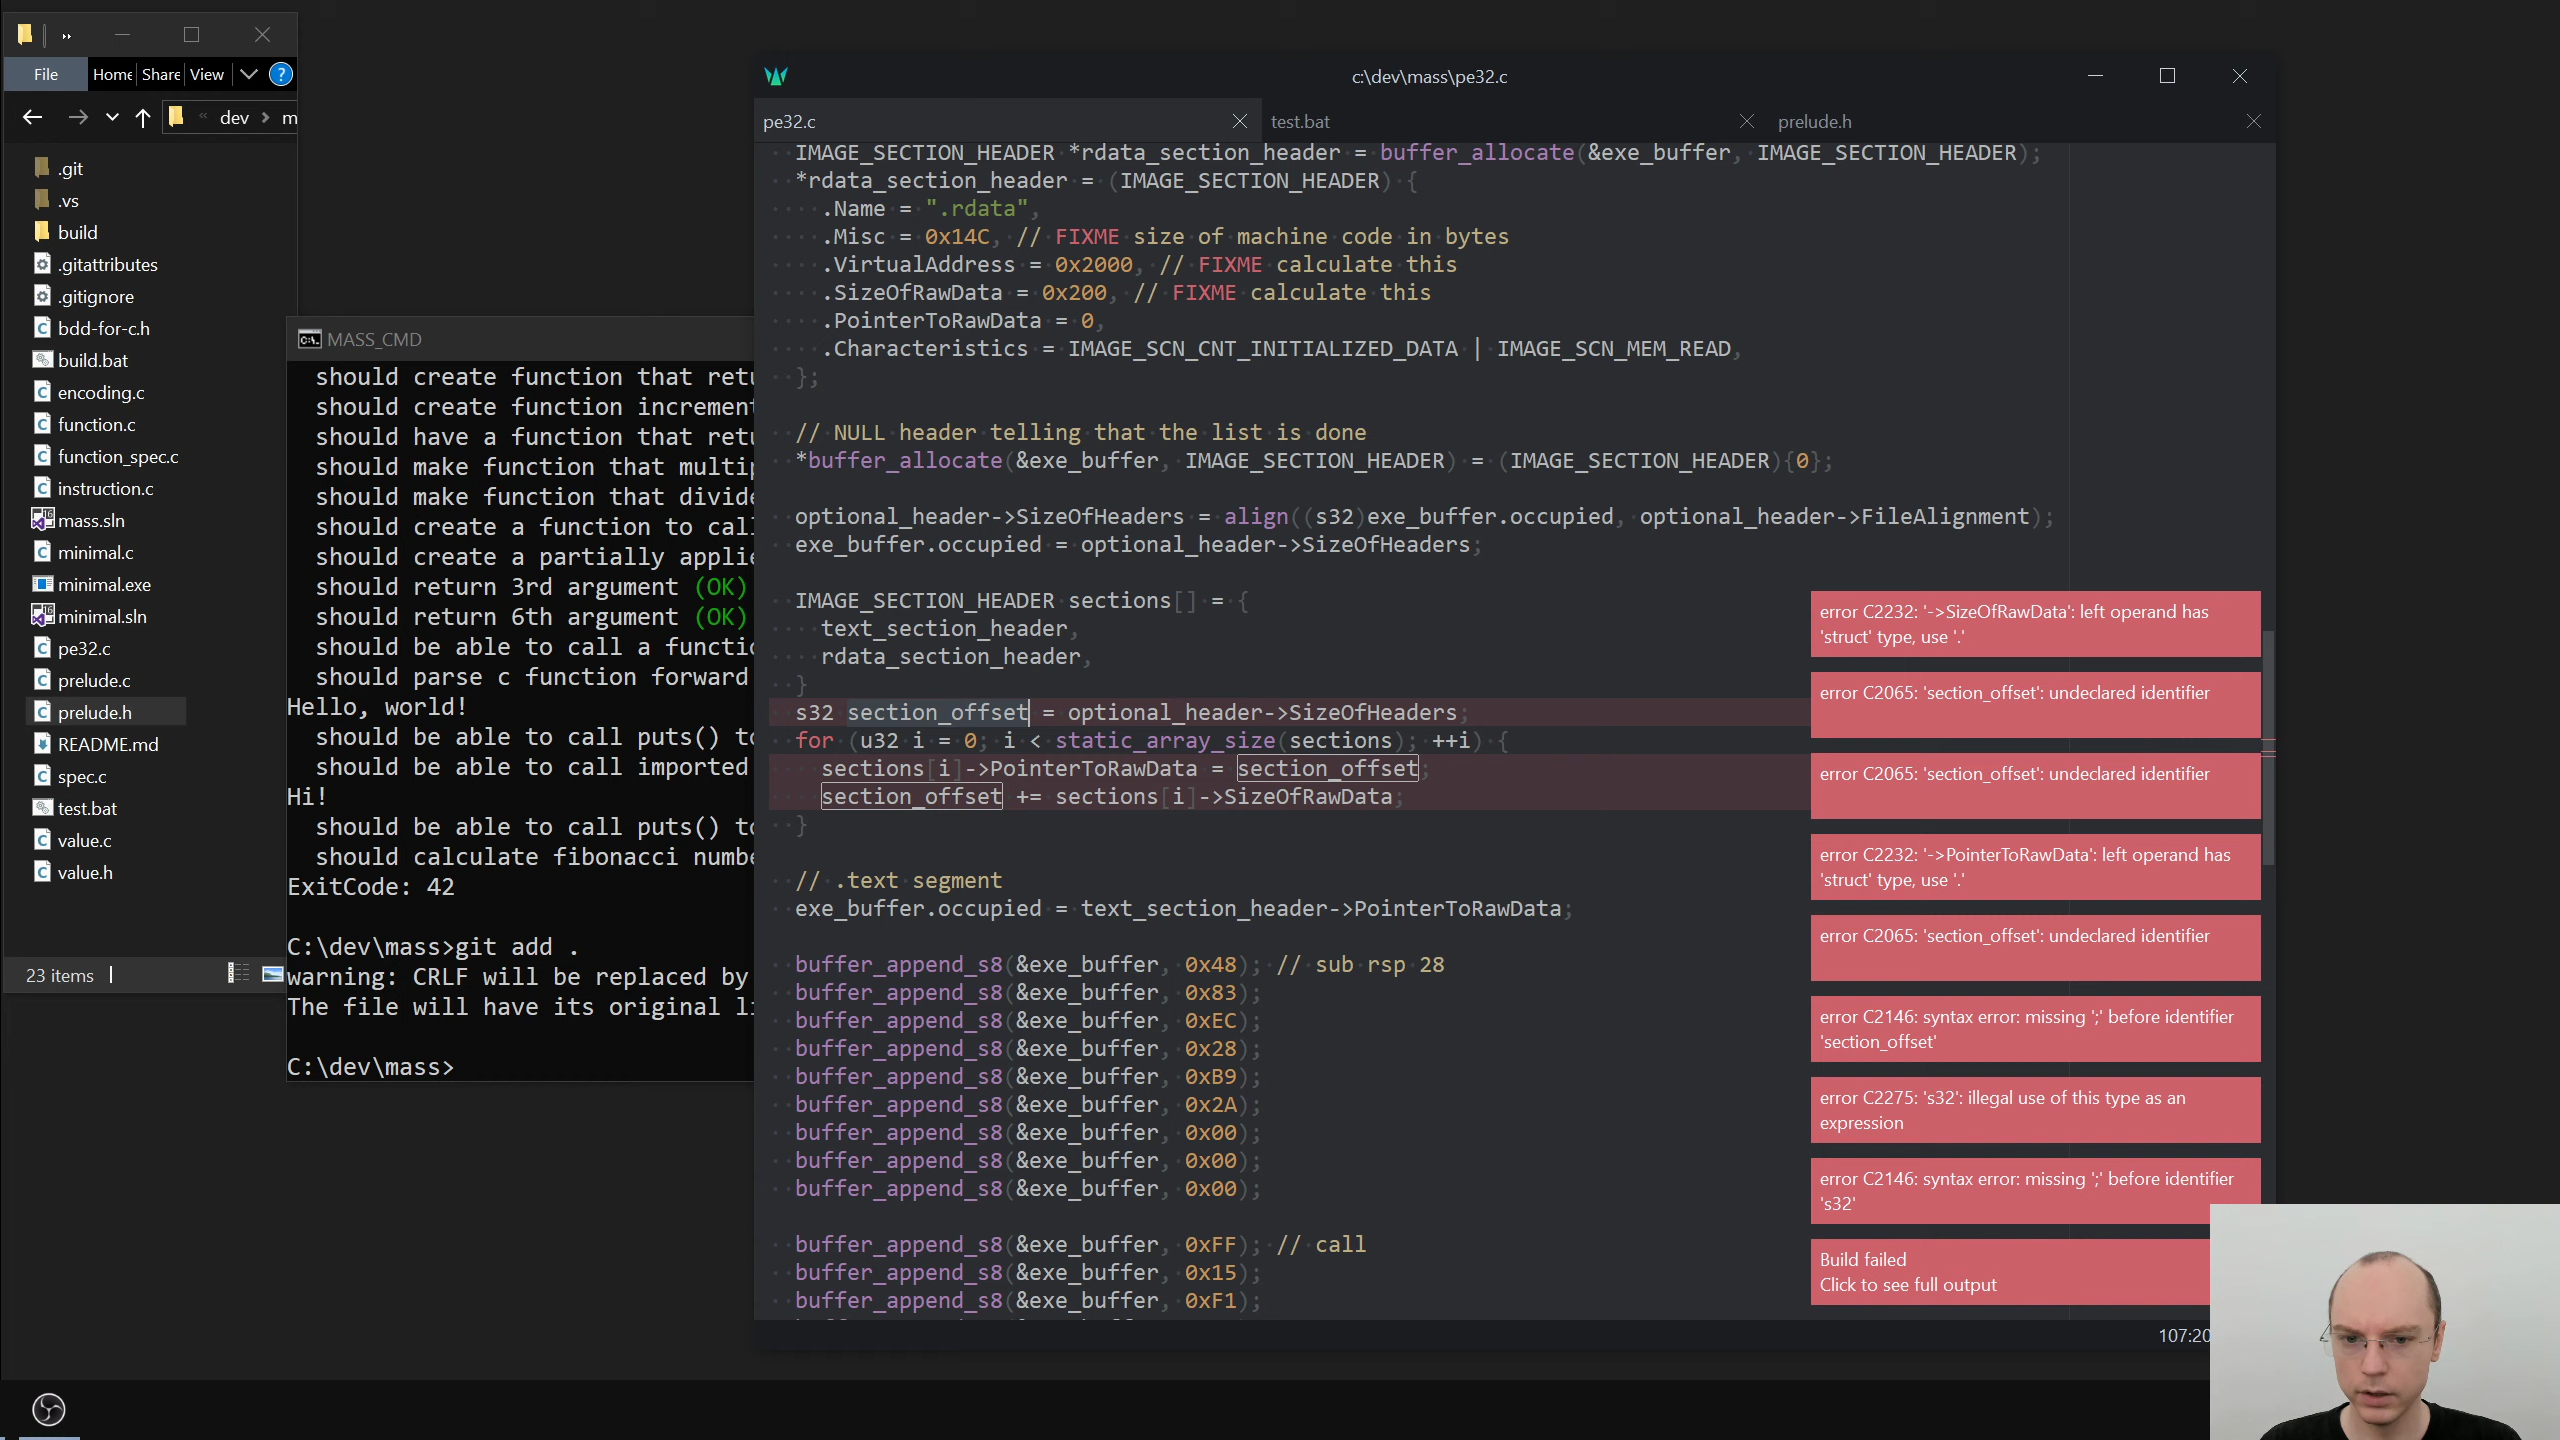 File
Home
Share
View
dev
m
.git
.vs
build
.gitattributes
.gitignore
bdd-for-c.h
build.bat
encoding.c
function.c
function_spec.c
instruction.c
mass.sln
minimal.c
minimal.exe
minimal.sln
pe32.c
prelude.c
prelude.h
README.md
spec.c
test.bat
value.c
value.h
23 items
MASS_CMD
should create function that retu
should create function increment
should have a function that retu
should make function that multip
should make function that divide
should create a function to call
should create a partially applie
should return 3rd argument (OK)
should return 6th argument (OK)
should be able to call a functio
should parse c function forward
Hello, world!
should be able to call puts() to
should be able to call imported
Hi!
should be able to call puts() to
should calculate fibonacci numbe
ExitCode: 42
C:\dev\mass>git add .
warning: CRLF will be replaced by
The file will have its original li
C:\dev\mass>
c:\dev\mass\pe32.c
pe32.c
test.bat
prelude.h
IMAGE_SECTION_HEADER *rdata_section_header = buffer_allocate(&exe_buffer, IMAGE_SECTION_HEADER);
*rdata_section_header = (IMAGE_SECTION_HEADER) {
.Name = ".rdata",
.Misc = 0x14C, // FIXME size of machine code in bytes
.VirtualAddress = 0x2000, // FIXME calculate this
.SizeOfRawData = 0x200, // FIXME calculate this
.PointerToRawData = 0,
.Characteristics = IMAGE_SCN_CNT_INITIALIZED_DATA | IMAGE_SCN_MEM_READ,
};
// NULL header telling that the list is done
*buffer_allocate(&exe_buffer, IMAGE_SECTION_HEADER) = (IMAGE_SECTION_HEADER){0};
optional_header->SizeOfHeaders = align((s32)exe_buffer.occupied, optional_header->FileAlignment);
exe_buffer.occupied = optional_header->SizeOfHeaders;
IMAGE_SECTION_HEADER sections[] = {
text_section_header,
rdata_section_header,
}
s32 section_offset = optional_header->SizeOfHeaders;
for (u32 i = 0; i < static_array_size(sections); ++i) {
sections[i]->PointerToRawData = section_offset;
section_offset += sections[i]->SizeOfRawData;
}
// .text segment
exe_buffer.occupied = text_section_header->PointerToRawData;
buffer_append_s8(&exe_buffer, 0x48); // sub rsp 28
buffer_append_s8(&exe_buffer, 0x83);
buffer_append_s8(&exe_buffer, 0xEC);
buffer_append_s8(&exe_buffer, 0x28);
buffer_append_s8(&exe_buffer, 0xB9);
buffer_append_s8(&exe_buffer, 0x2A);
buffer_append_s8(&exe_buffer, 0x00);
buffer_append_s8(&exe_buffer, 0x00);
buffer_append_s8(&exe_buffer, 0x00);
buffer_append_s8(&exe_buffer, 0xFF); // call
buffer_append_s8(&exe_buffer, 0x15);
buffer_append_s8(&exe_buffer, 0xF1);
error C2232: '->SizeOfRawData': left operand has
'struct' type, use '.'
error C2065: 'section_offset': undeclared identifier
error C2065: 'section_offset': undeclared identifier
error C2232: '->PointerToRawData': left operand has
'struct' type, use '.'
error C2065: 'section_offset': undeclared identifier
error C2146: syntax error: missing ';' before identifier
'section_offset'
error C2275: 's32': illegal use of this type as an
expression
error C2146: syntax error: missing ';' before identifier
's32'
Build failed
Click to see full output
107:20